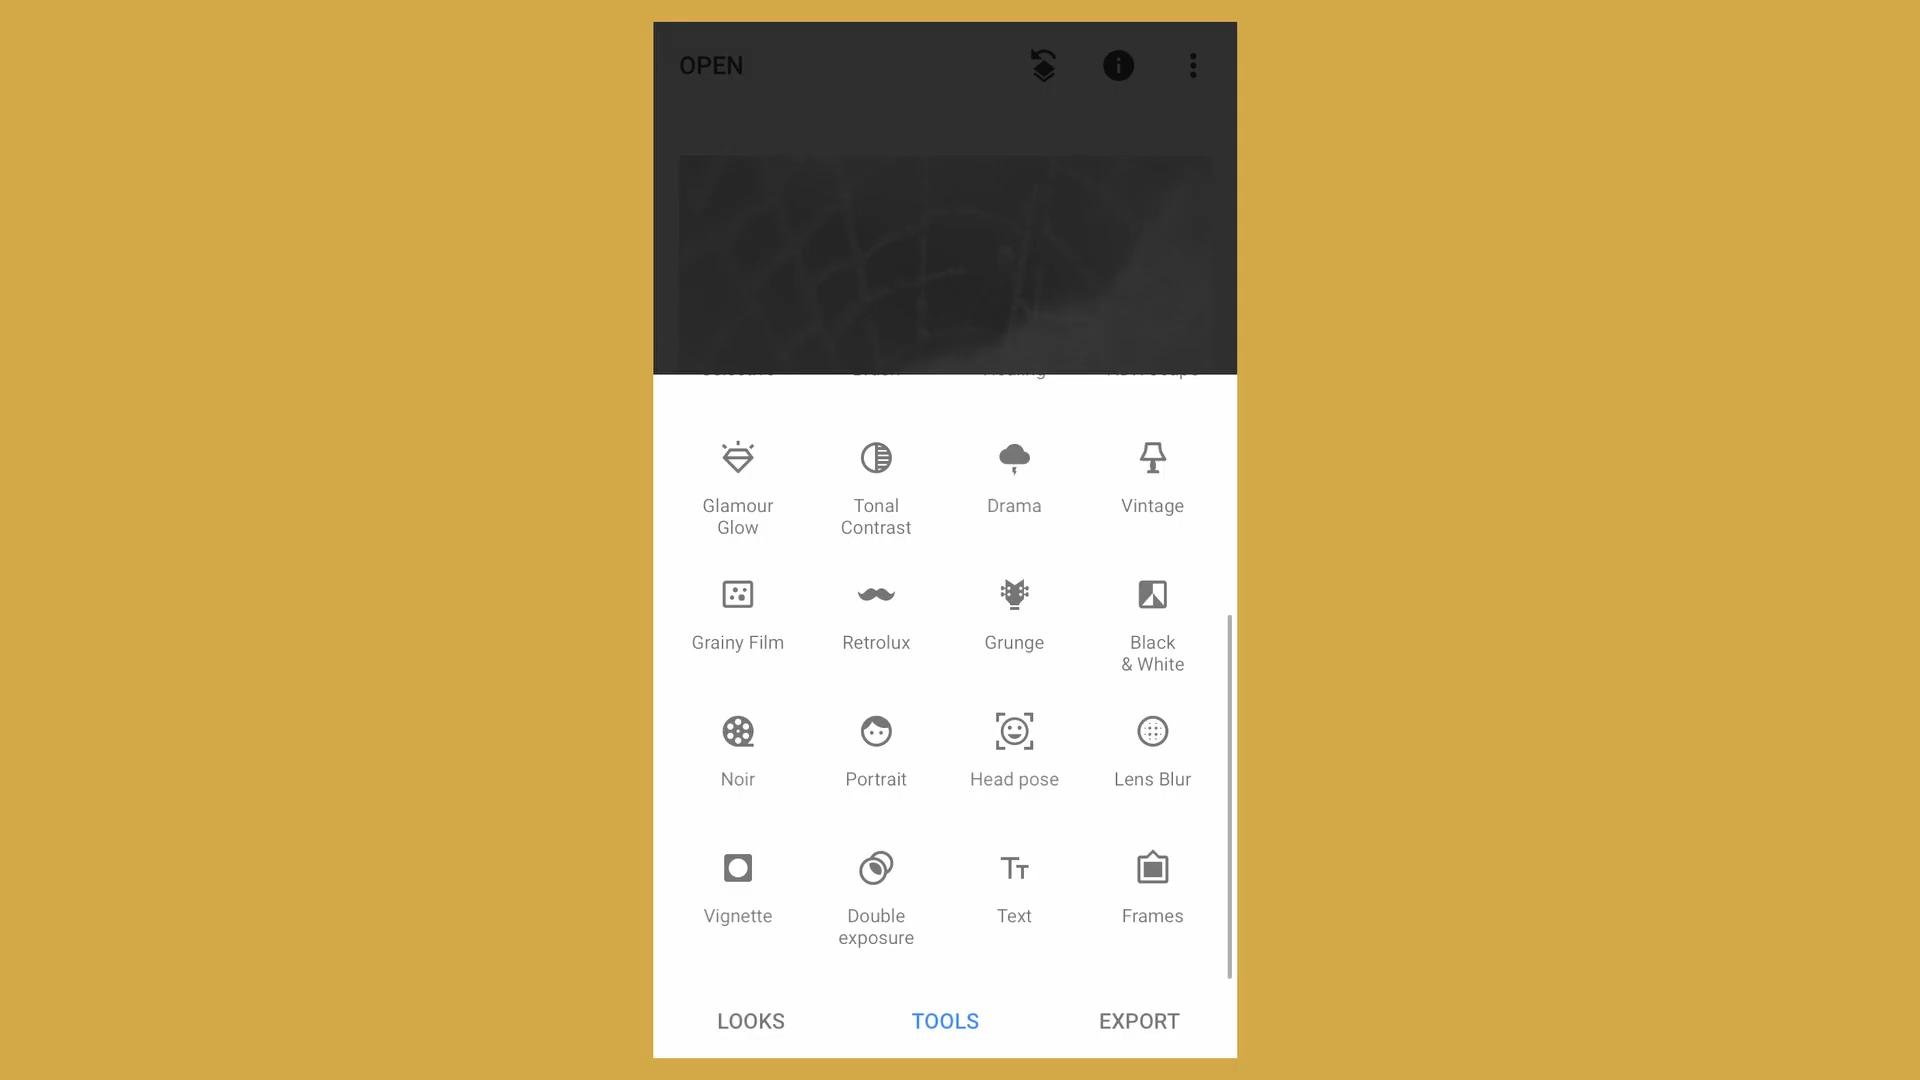 OPEN
Glamour
Glow
Tonal
Contrast
Drama
Vintage
Grainy Film
Retrolux
Grunge
Black
& White
Noir
Portrait
Head pose
Lens Blur
Vignette
Double
exposure
Text
Frames
LOOKS
TOOLS
EXPORT